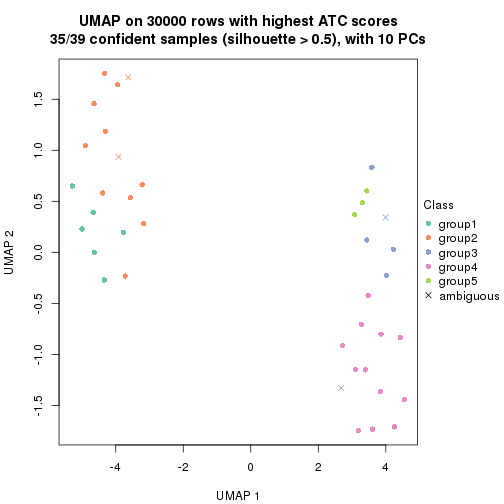 UMAP on 30000 rows with highest ATC scores
35/39 confident samples (silhouette > 0.5), with 10 PCs
1.5
1.0
0.5
0.0
-0.5
-1.0
-1.5
UMAP 2
-4
-2
0
2
4
UMAP 1
Class
group1
group2
group3
group4
group5
ambiguous